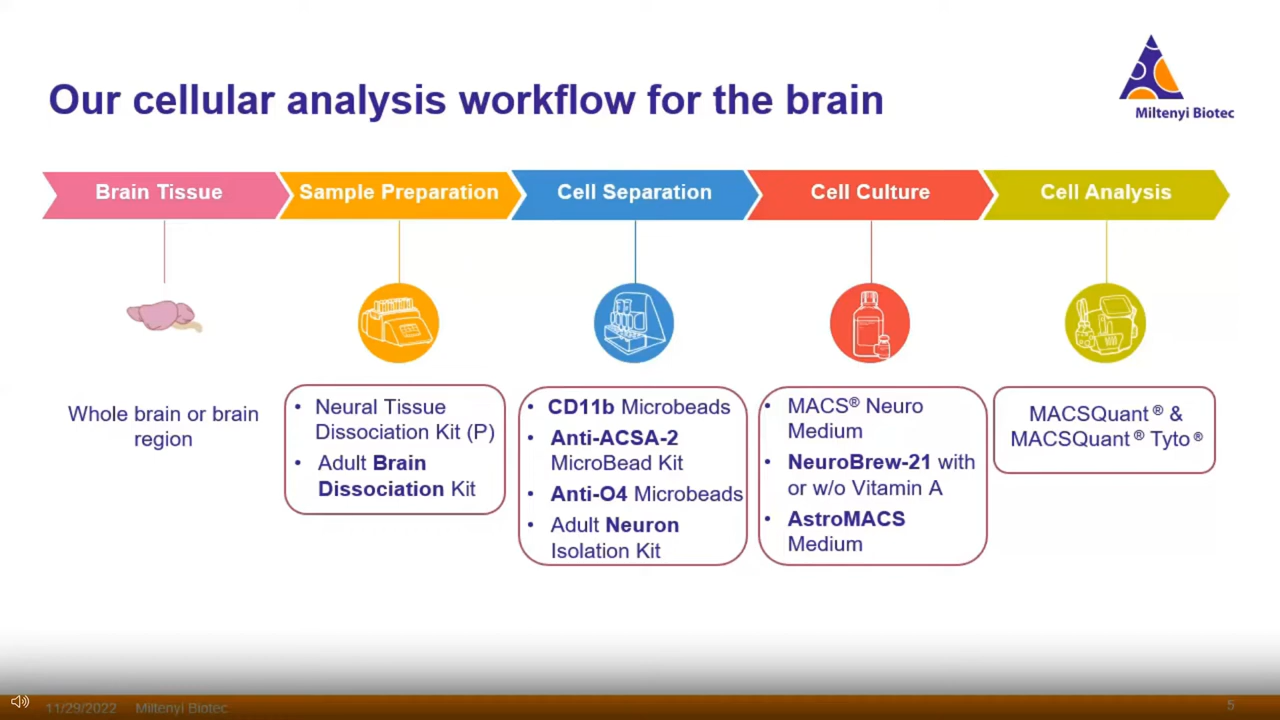 Our cellular analysis workflow for the brain
Miltenyi Biotec
Brain Tissue
Sample Preparation
Cell Separation
Cell Culture
Cell Analysis
Whole brain or brain
region
• Neural Tissue
Dissociation Kit (P)
• Adult Brain
Dissociation Kit
• CD11b Microbeads
• Anti-ACSA-2
MicroBead Kit
• Anti-O4 Microbeads
• Adult Neuron
Isolation Kit
• MACS® Neuro
Medium
• NeuroBrew-21 with
or w/o Vitamin A
• AstroMACS
Medium
MACSQuant ® &
MACSQuant ® Tyto ®
11/29/2022 Miltenyi Biotec
5